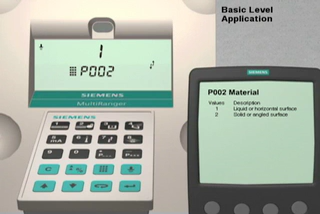 Basic Level
Application
1
P002
SIEMENS
MultiRanger
SIEMENS
SIEMENS
P002 Material
Values Description
1 Liquid or horizontal surface
2 Solid or angled surface